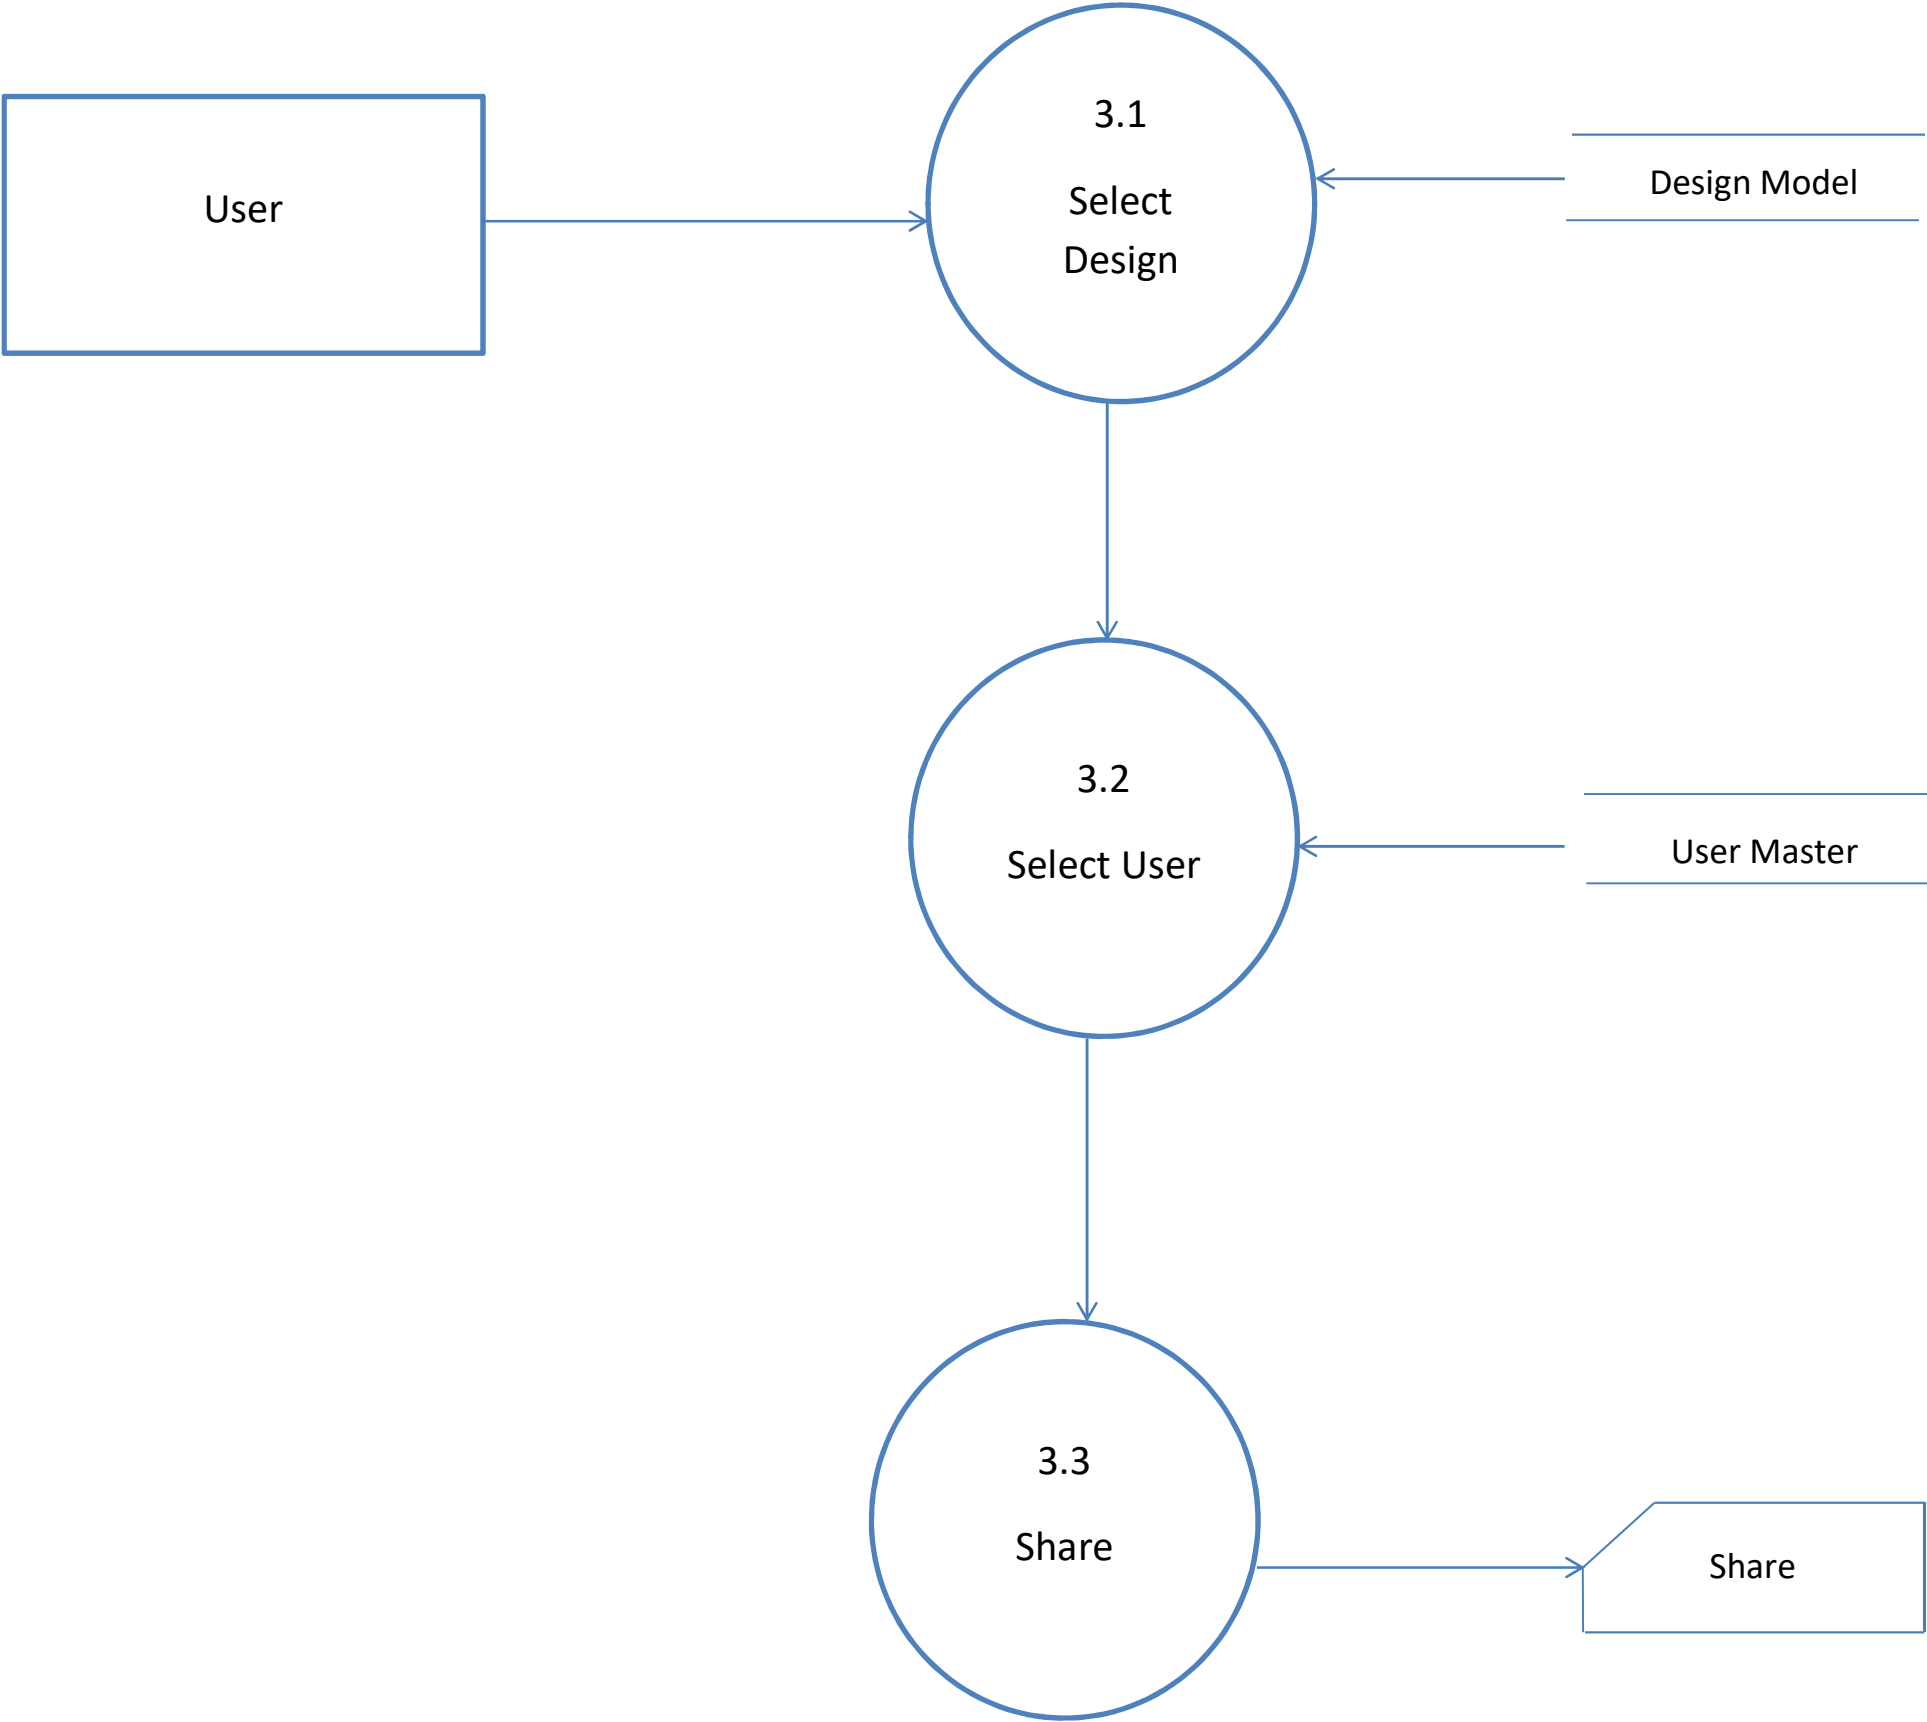 User
3.1
Select
Design
Design Model
3.2
Select User
User Master
3.3
Share
Share